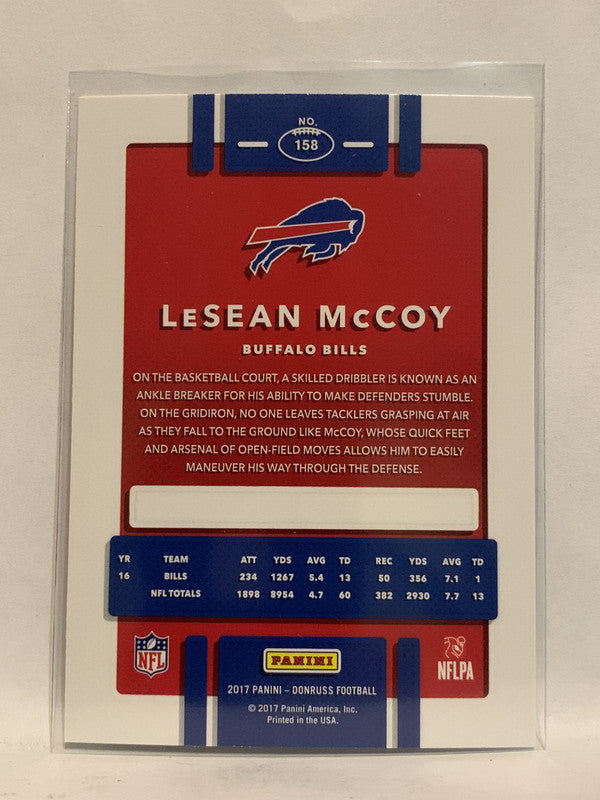 NO.
158
LeSEAN McCOY
BUFFALO BILLS
ON THE BASKETBALL COURT, A SKILLED DRIBBLER IS KNOWN AS AN
ANKLE BREAKER FOR HIS ABILITY TO MAKE DEFENDERS STUMBLE.
ON THE GRIDIRON, NO ONE LEAVES TACKLERS GRASPING AT AIR
AS THEY FALL TO THE GROUND LIKE McCOY, WHOSE QUICK FEET
AND ARSENAL OF OPEN-FIELD MOVES ALLOWS HIM TO EASILY
MANEUVER HIS WAY THROUGH THE DEFENSE.
YR TEAM ATT YDS AVG TD REC YDS AVG TD
16 BILLS 234 1267 5.4 13 50 356 7.1 1
NFL TOTALS 1898 8954 4.7 60 382 2930 7.7 13
NFL
PANINI
NFLPA
2017 PANINI – DONRUSS FOOTBALL
© 2017 Panini America, Inc.
Printed in the USA.